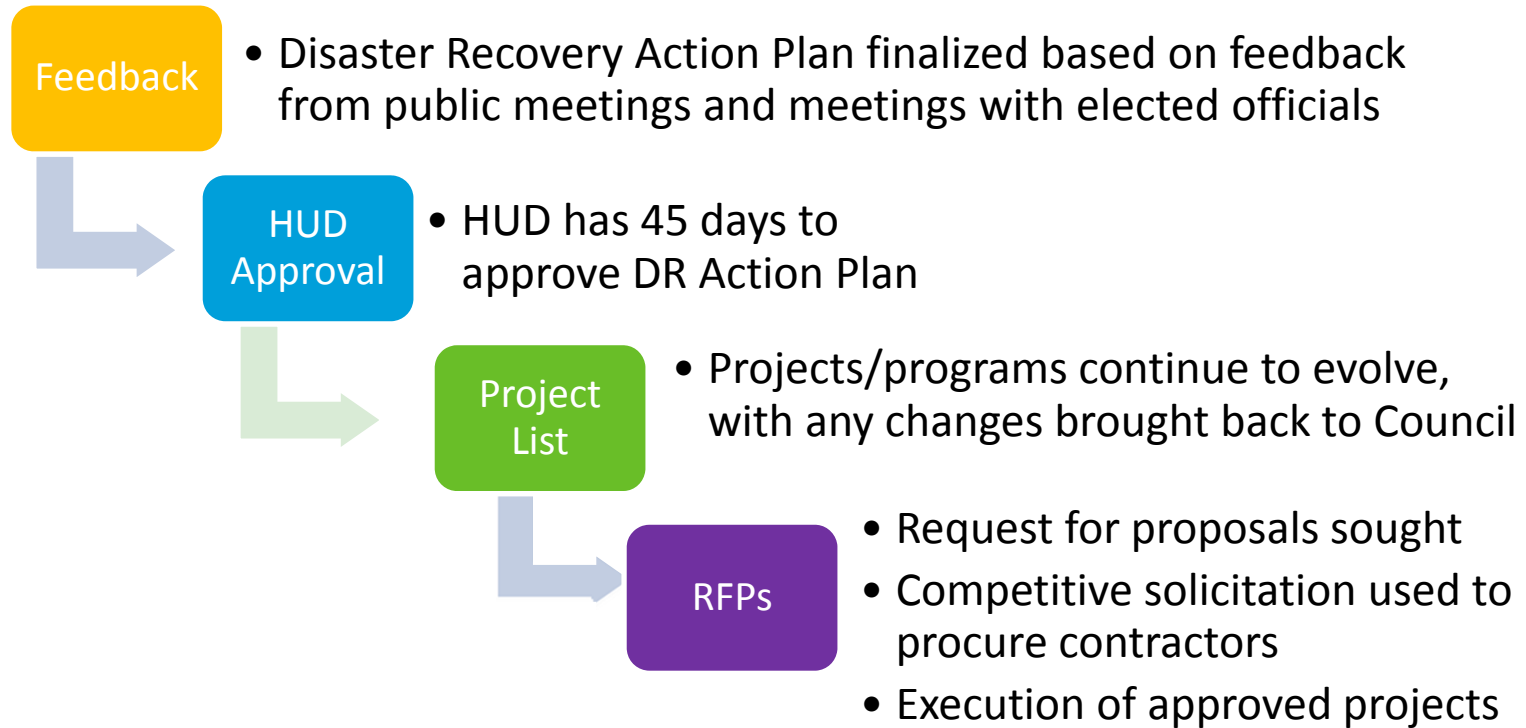 Feedback
• Disaster Recovery Action Plan finalized based on feedback
from public meetings and meetings with elected officials
HUD
Approval
• HUD has 45 days to
approve DR Action Plan
Project
List
• Projects/programs continue to evolve,
with any changes brought back to Council
RFPs
• Request for proposals sought
• Competitive solicitation used to
procure contractors
• Execution of approved projects